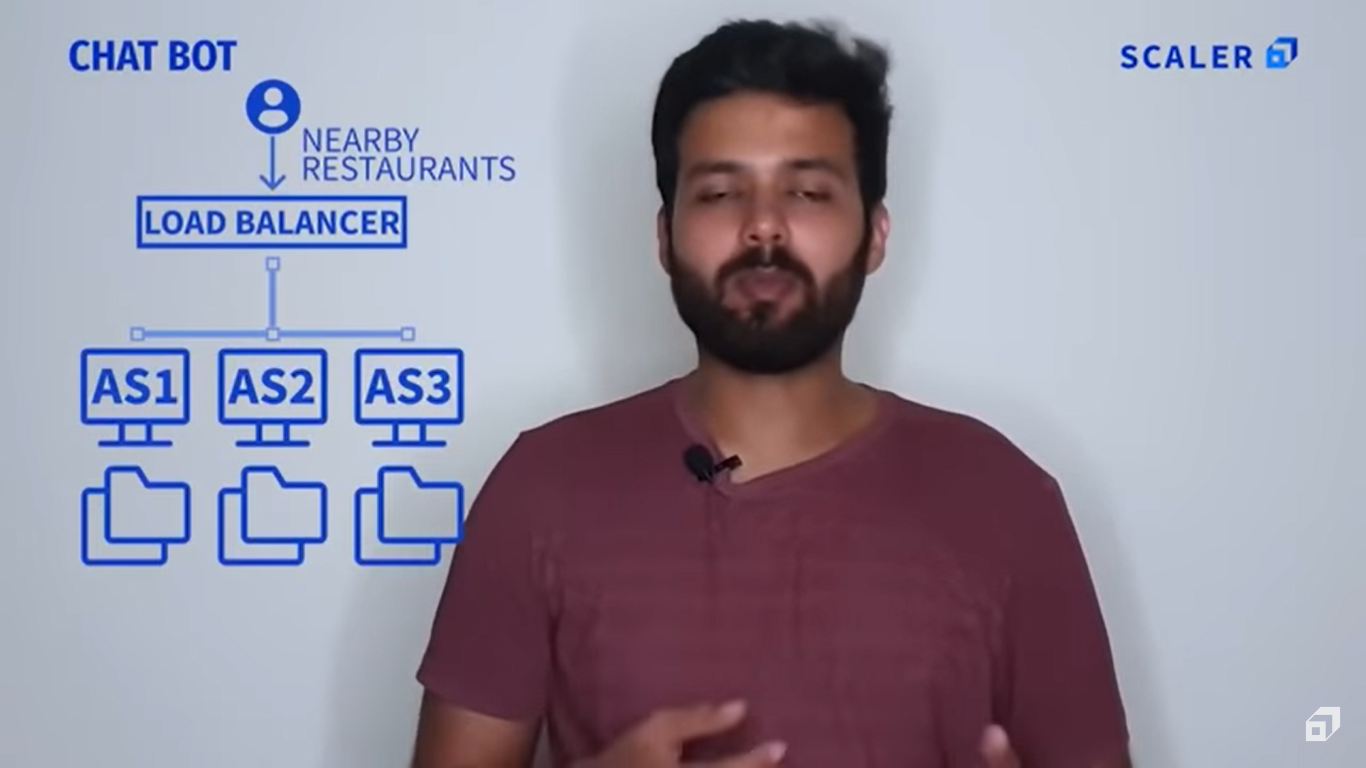 CHAT BOT
SCALER
NEARBY
RESTAURANTS
LOAD BALANCER
AS1 AS2 AS3